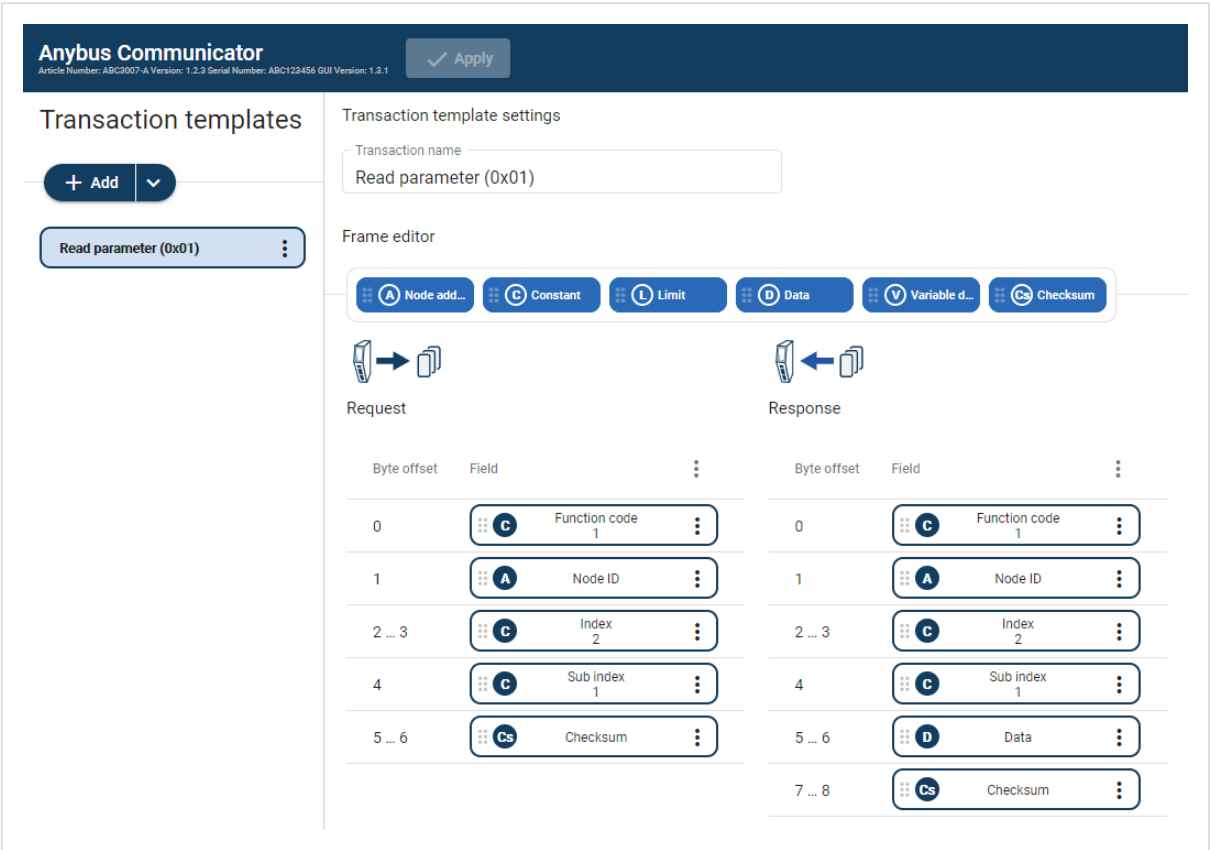 Anybus Communicator
Article Number: ABC3007-A Version: 1.2.3 Serial Number: ABC123456 GUI Version: 1.3.1
Apply
Transaction templates
Add
Read parameter (0x01)
Transaction template settings
Transaction name
Read parameter (0x01)
Frame editor
A Node add... C Constant L Limit D Data V Variable d... Cs Checksum
Request
Byte offset Field
0 C Function code
1
1 A Node ID
2 ... 3 C Index
2
4 C Sub index
1
5 ... 6 Cs Checksum
Response
Byte offset Field
0 C Function code
1
1 A Node ID
2 ... 3 C Index
2
4 C Sub index
1
5 ... 6 D Data
7 ... 8 Cs Checksum